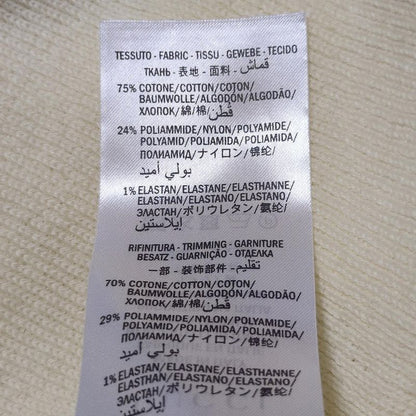 TESSUTO - FABRIC - TISSU - GEWEBE - TECIDO
ТКАНЬ - 表地 - 面料 - قماش
75% COTONE/COTTON/COTON/
BAUMWOLLE/ALGODÓN/ALGODÃO/
ХЛОПОК/綿/棉/قطن/
24% POLIAMMIDE/NYLON/POLYAMIDE/
POLYAMID/POLIAMIDA/POLIAMIDA/
ПОЛИАМИД/ナイロン/锦纶/
بولي أميد
1% ELASTAN/ELASTANE/ELASTHANNE/
ELASTHAN/ELASTANO/ELASTANO/
ЭЛАСТАН/ポリウレタン/氨纶/
إيلاستين
RIFINITURA - TRIMMING - GARNITURE
BESATZ - GUARNIÇÃO - ОТДЕЛКА
一部 - 装饰部件 - تقليم
70% COTONE/COTTON/COTON/
BAUMWOLLE/ALGODÓN/ALGODÃO/
ХЛОПОК/綿/棉/قطن/
29% POLIAMMIDE/NYLON/POLYAMIDE/
POLYAMID/POLIAMIDA/POLIAMIDA/
ПОЛИАМИД/ナイロン/锦纶/
بولي أميد
1% ELASTAN/ELASTANE/ELASTHANNE/
ELASTHAN/ELASTANO/ELASTANO/
ЭЛАСТАН/ポリウレタン/氨纶/
إيلاستين